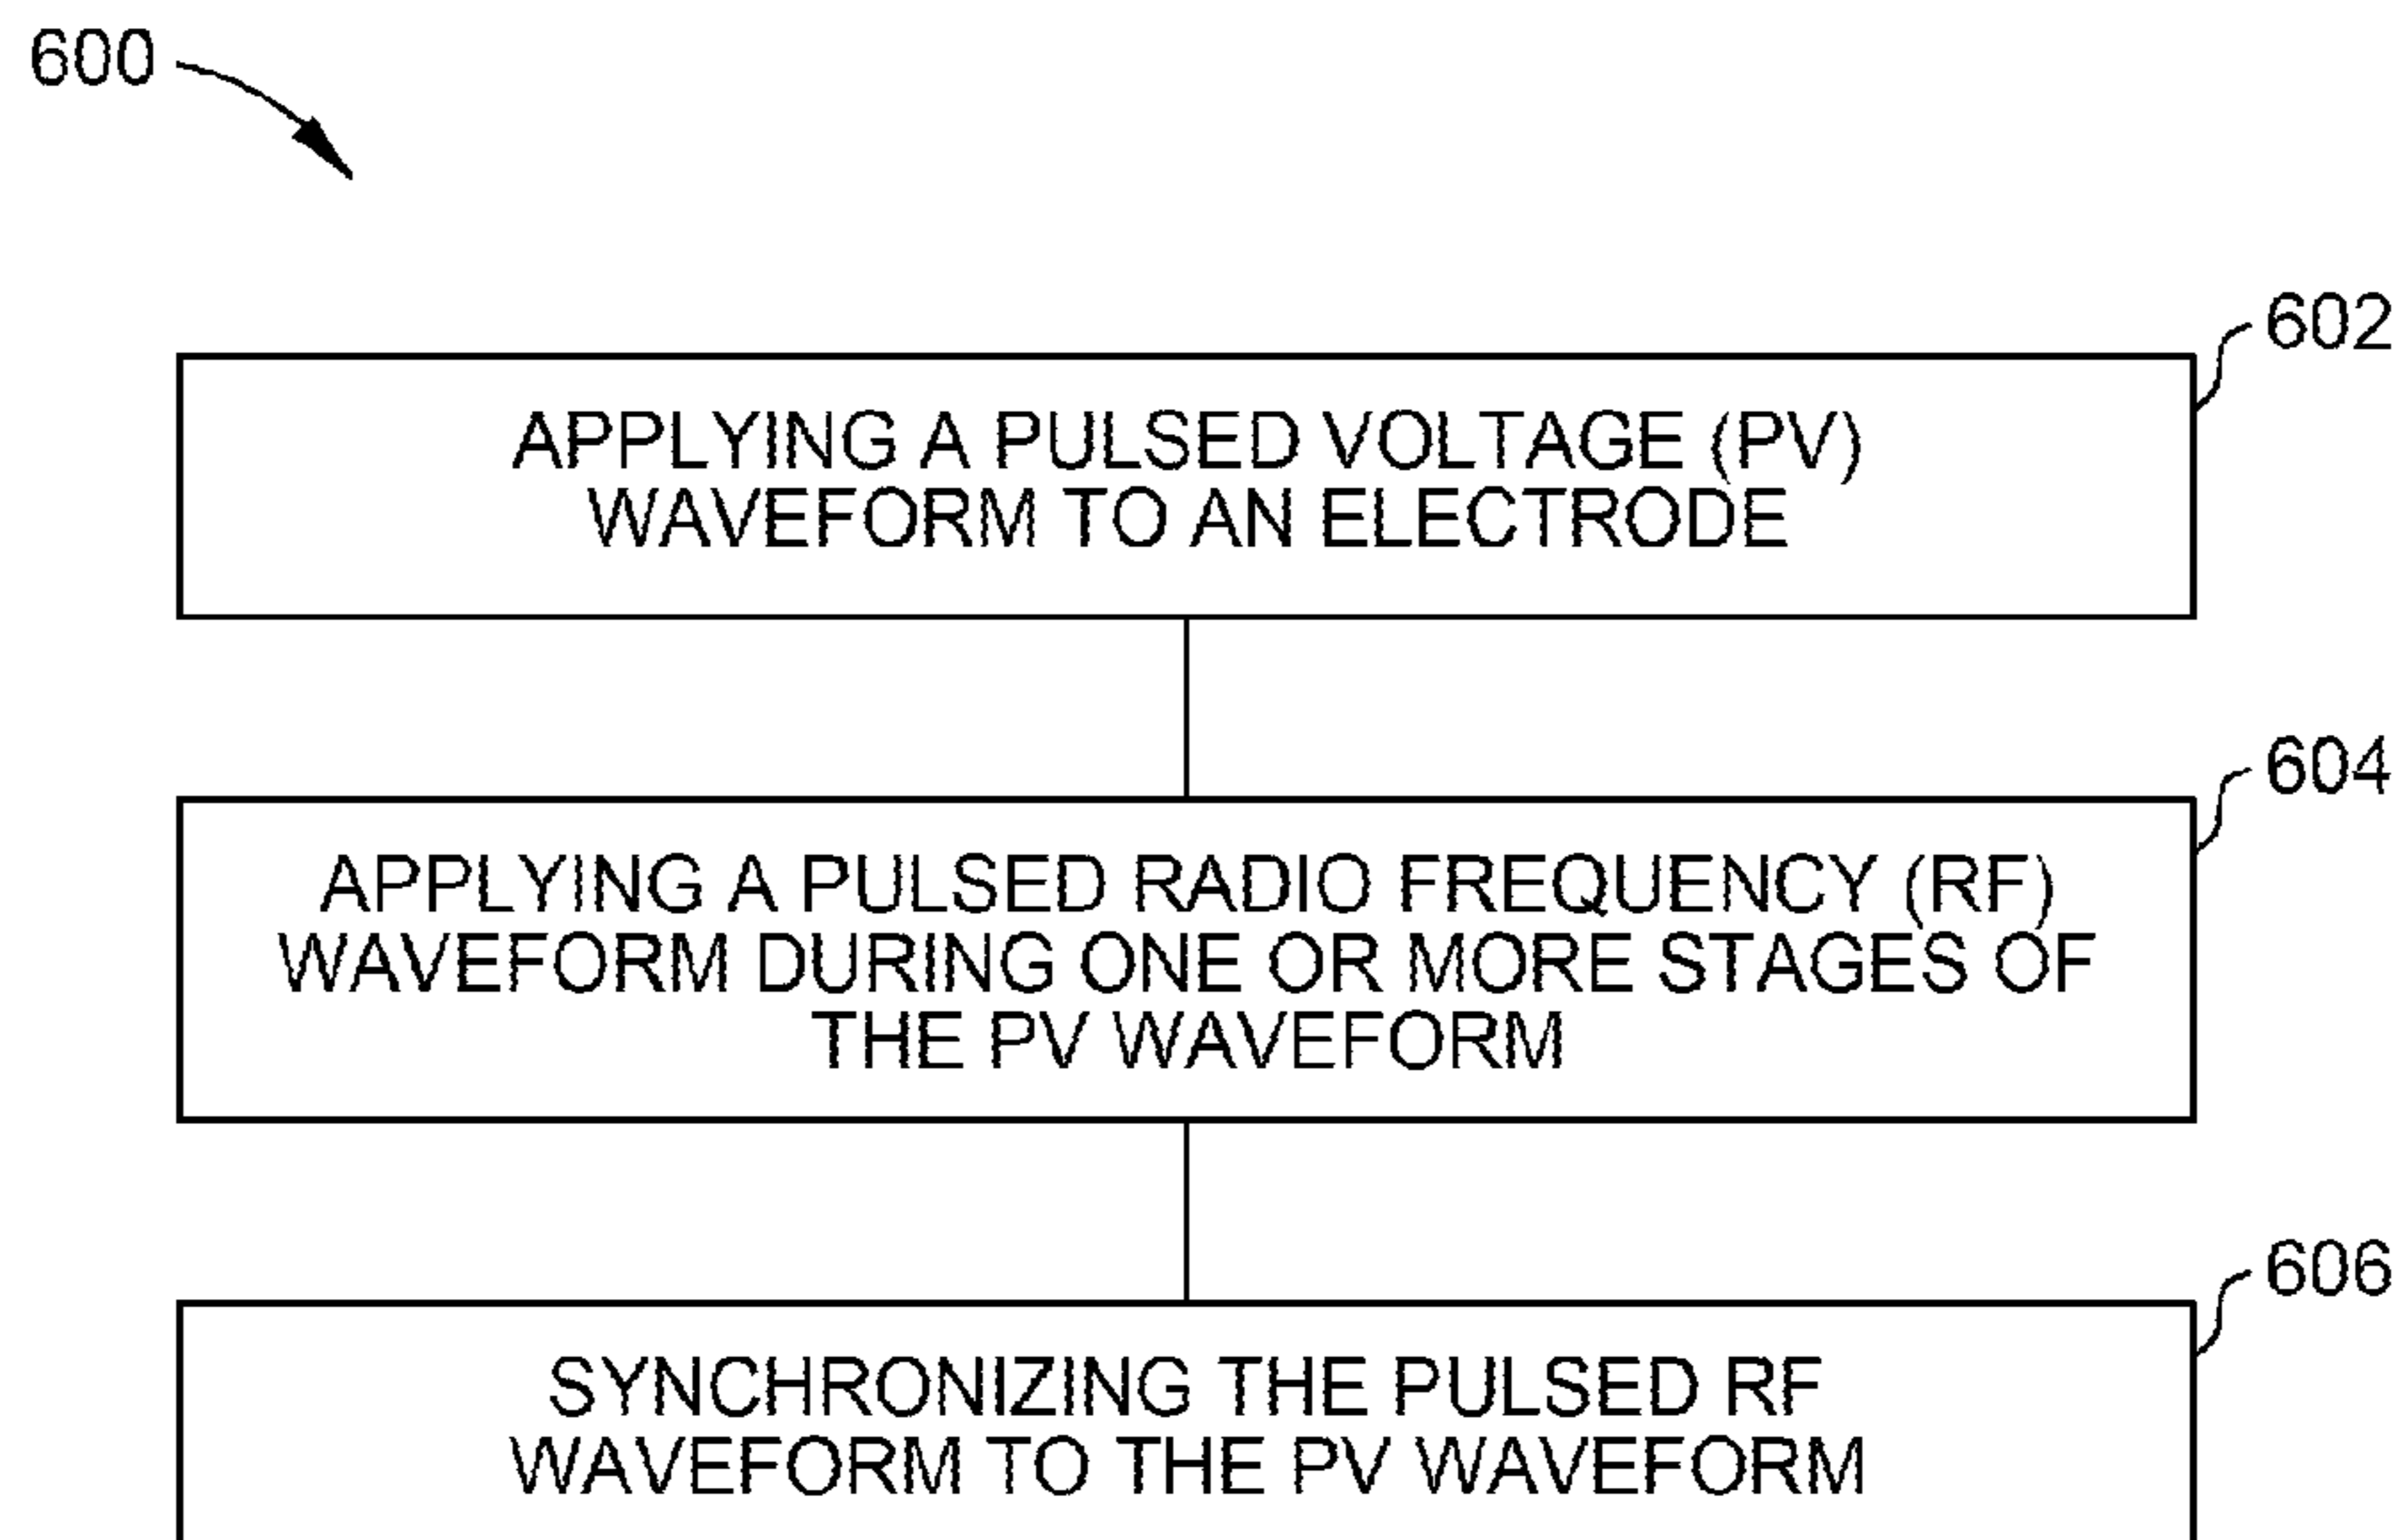 600
602
APPLYING A PULSED VOLTAGE (PV)
WAVEFORM TO AN ELECTRODE
604
APPLYING A PULSED RADIO FREQUENCY (RF)
WAVEFORM DURING ONE OR MORE STAGES OF
THE PV WAVEFORM
606
SYNCHRONIZING THE PULSED RF
WAVEFORM TO THE PV WAVEFORM